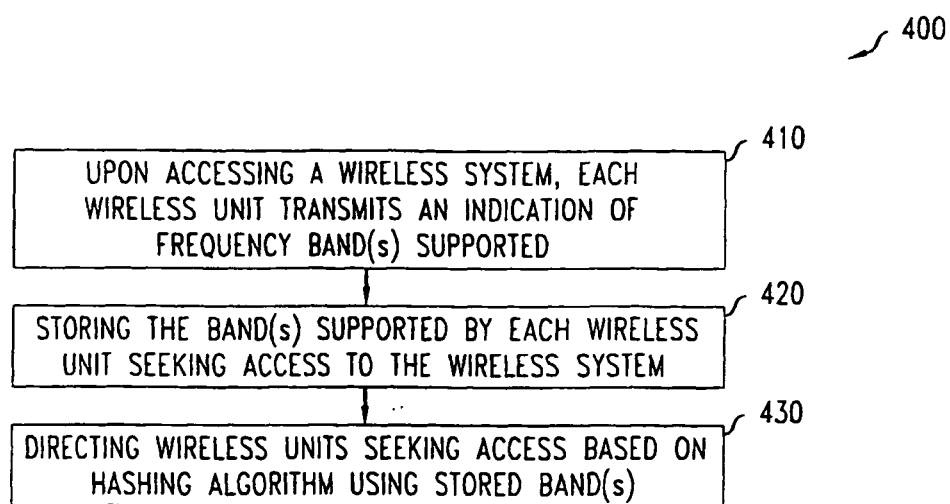 400
410
UPON ACCESSING A WIRELESS SYSTEM, EACH
WIRELESS UNIT TRANSMITS AN INDICATION OF
FREQUENCY BAND(s) SUPPORTED
420
STORING THE BAND(s) SUPPORTED BY EACH WIRELESS
UNIT SEEKING ACCESS TO THE WIRELESS SYSTEM
430
DIRECTING WIRELESS UNITS SEEKING ACCESS BASED ON
HASHING ALGORITHM USING STORED BAND(s)